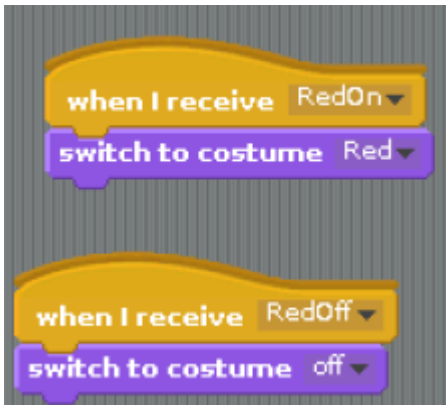 when I receive RedOn
switch to costume Red
when I receive RedOff
switch to costume off